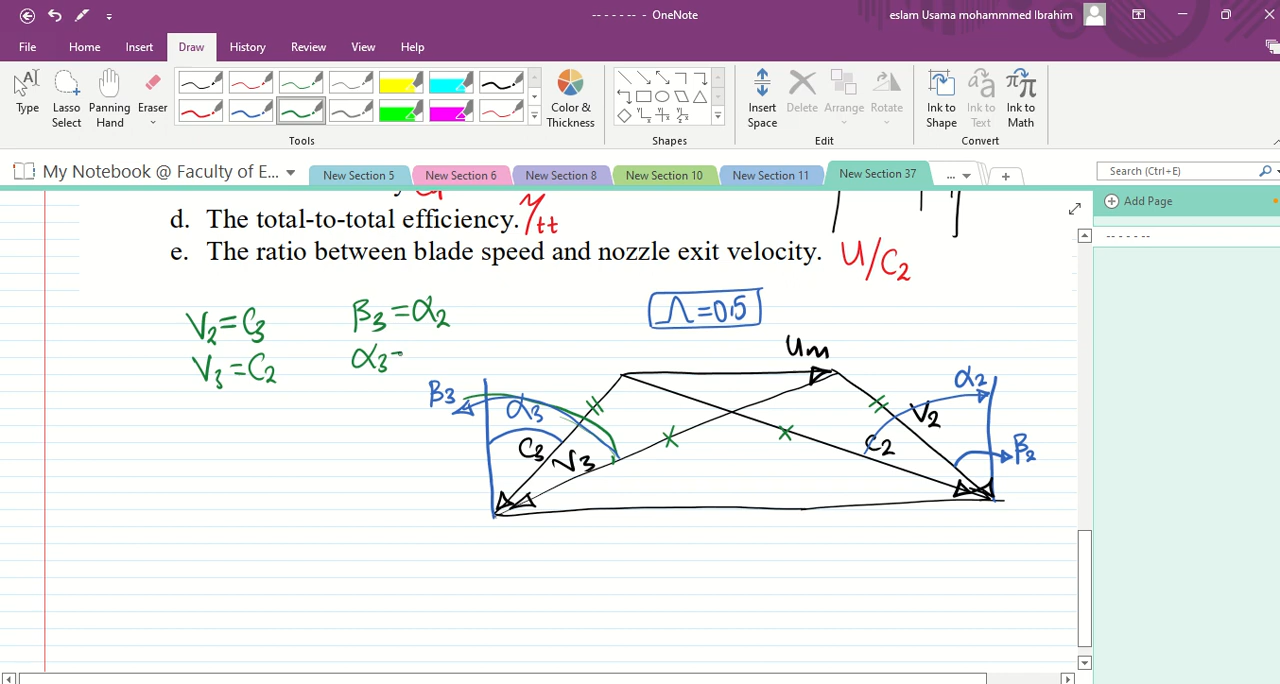 ------ - OneNote
eslam Usama mohammmed Ibrahim
File Home Insert Draw History Review View Help
Type
Lasso Select
Panning Hand
Eraser
Color & Thickness
Insert Space
Delete
Arrange
Rotate
Ink to Shape
Ink to Text
Ink to Math
Tools
Shapes
Edit
Convert
My Notebook @ Faculty of E...
New Section 5
New Section 6
New Section 8
New Section 10
New Section 11
New Section 37
...
Search (Ctrl+E)
Add Page
------
d. The total-to-total efficiency. ηtt
e. The ratio between blade speed and nozzle exit velocity. U/C2
V2=C3
β3=α2
Λ=0.5
V3=C2
α3=
Um
β3
α3
α2
V2
C3
V3
C2
β2